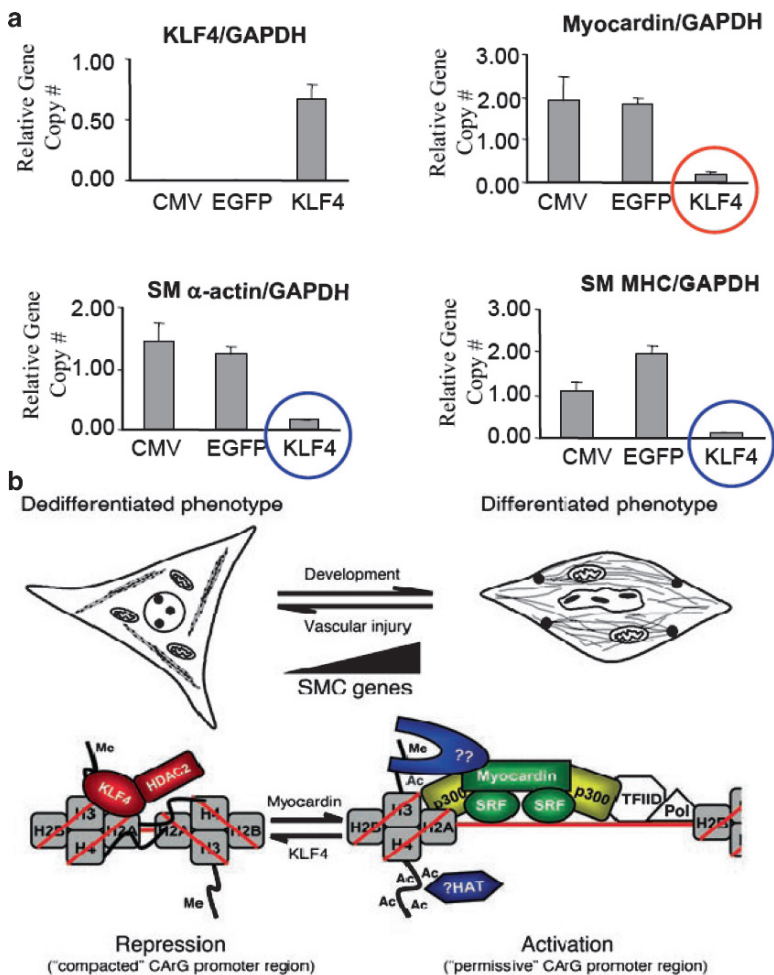 a
KLF4/GAPDH
Relative Gene
Copy #
1.00
0.50
0.00
CMV EGFP KLF4
Myocardin/GAPDH
Relative Gene
Copy #
3.00
2.00
1.00
0.00
CMV EGFP KLF4
SM α-actin/GAPDH
Relative Gene
Copy #
2.00
1.00
0.00
CMV EGFP KLF4
SM MHC/GAPDH
Relative Gene
Copy #
3.00
2.00
1.00
0.00
CMV EGFP KLF4
b
Dedifferentiated phenotype
Differentiated phenotype
Development
Vascular injury
SMC genes
Me
KLF4
HDAC2
H3
H2B
H2A
H4
H2A
H4
H2B
H3
Me
Myocardin
KLF4
Me
Ac
??
Myocardin
p300
p300
SRF
SRF
TFIID
Pol
H3
H2B
H2A
H4
H2B
Ac
Ac
Ac
Ac
?HAT
Repression
("compacted" CArG promoter region)
Activation
("permissive" CArG promoter region)